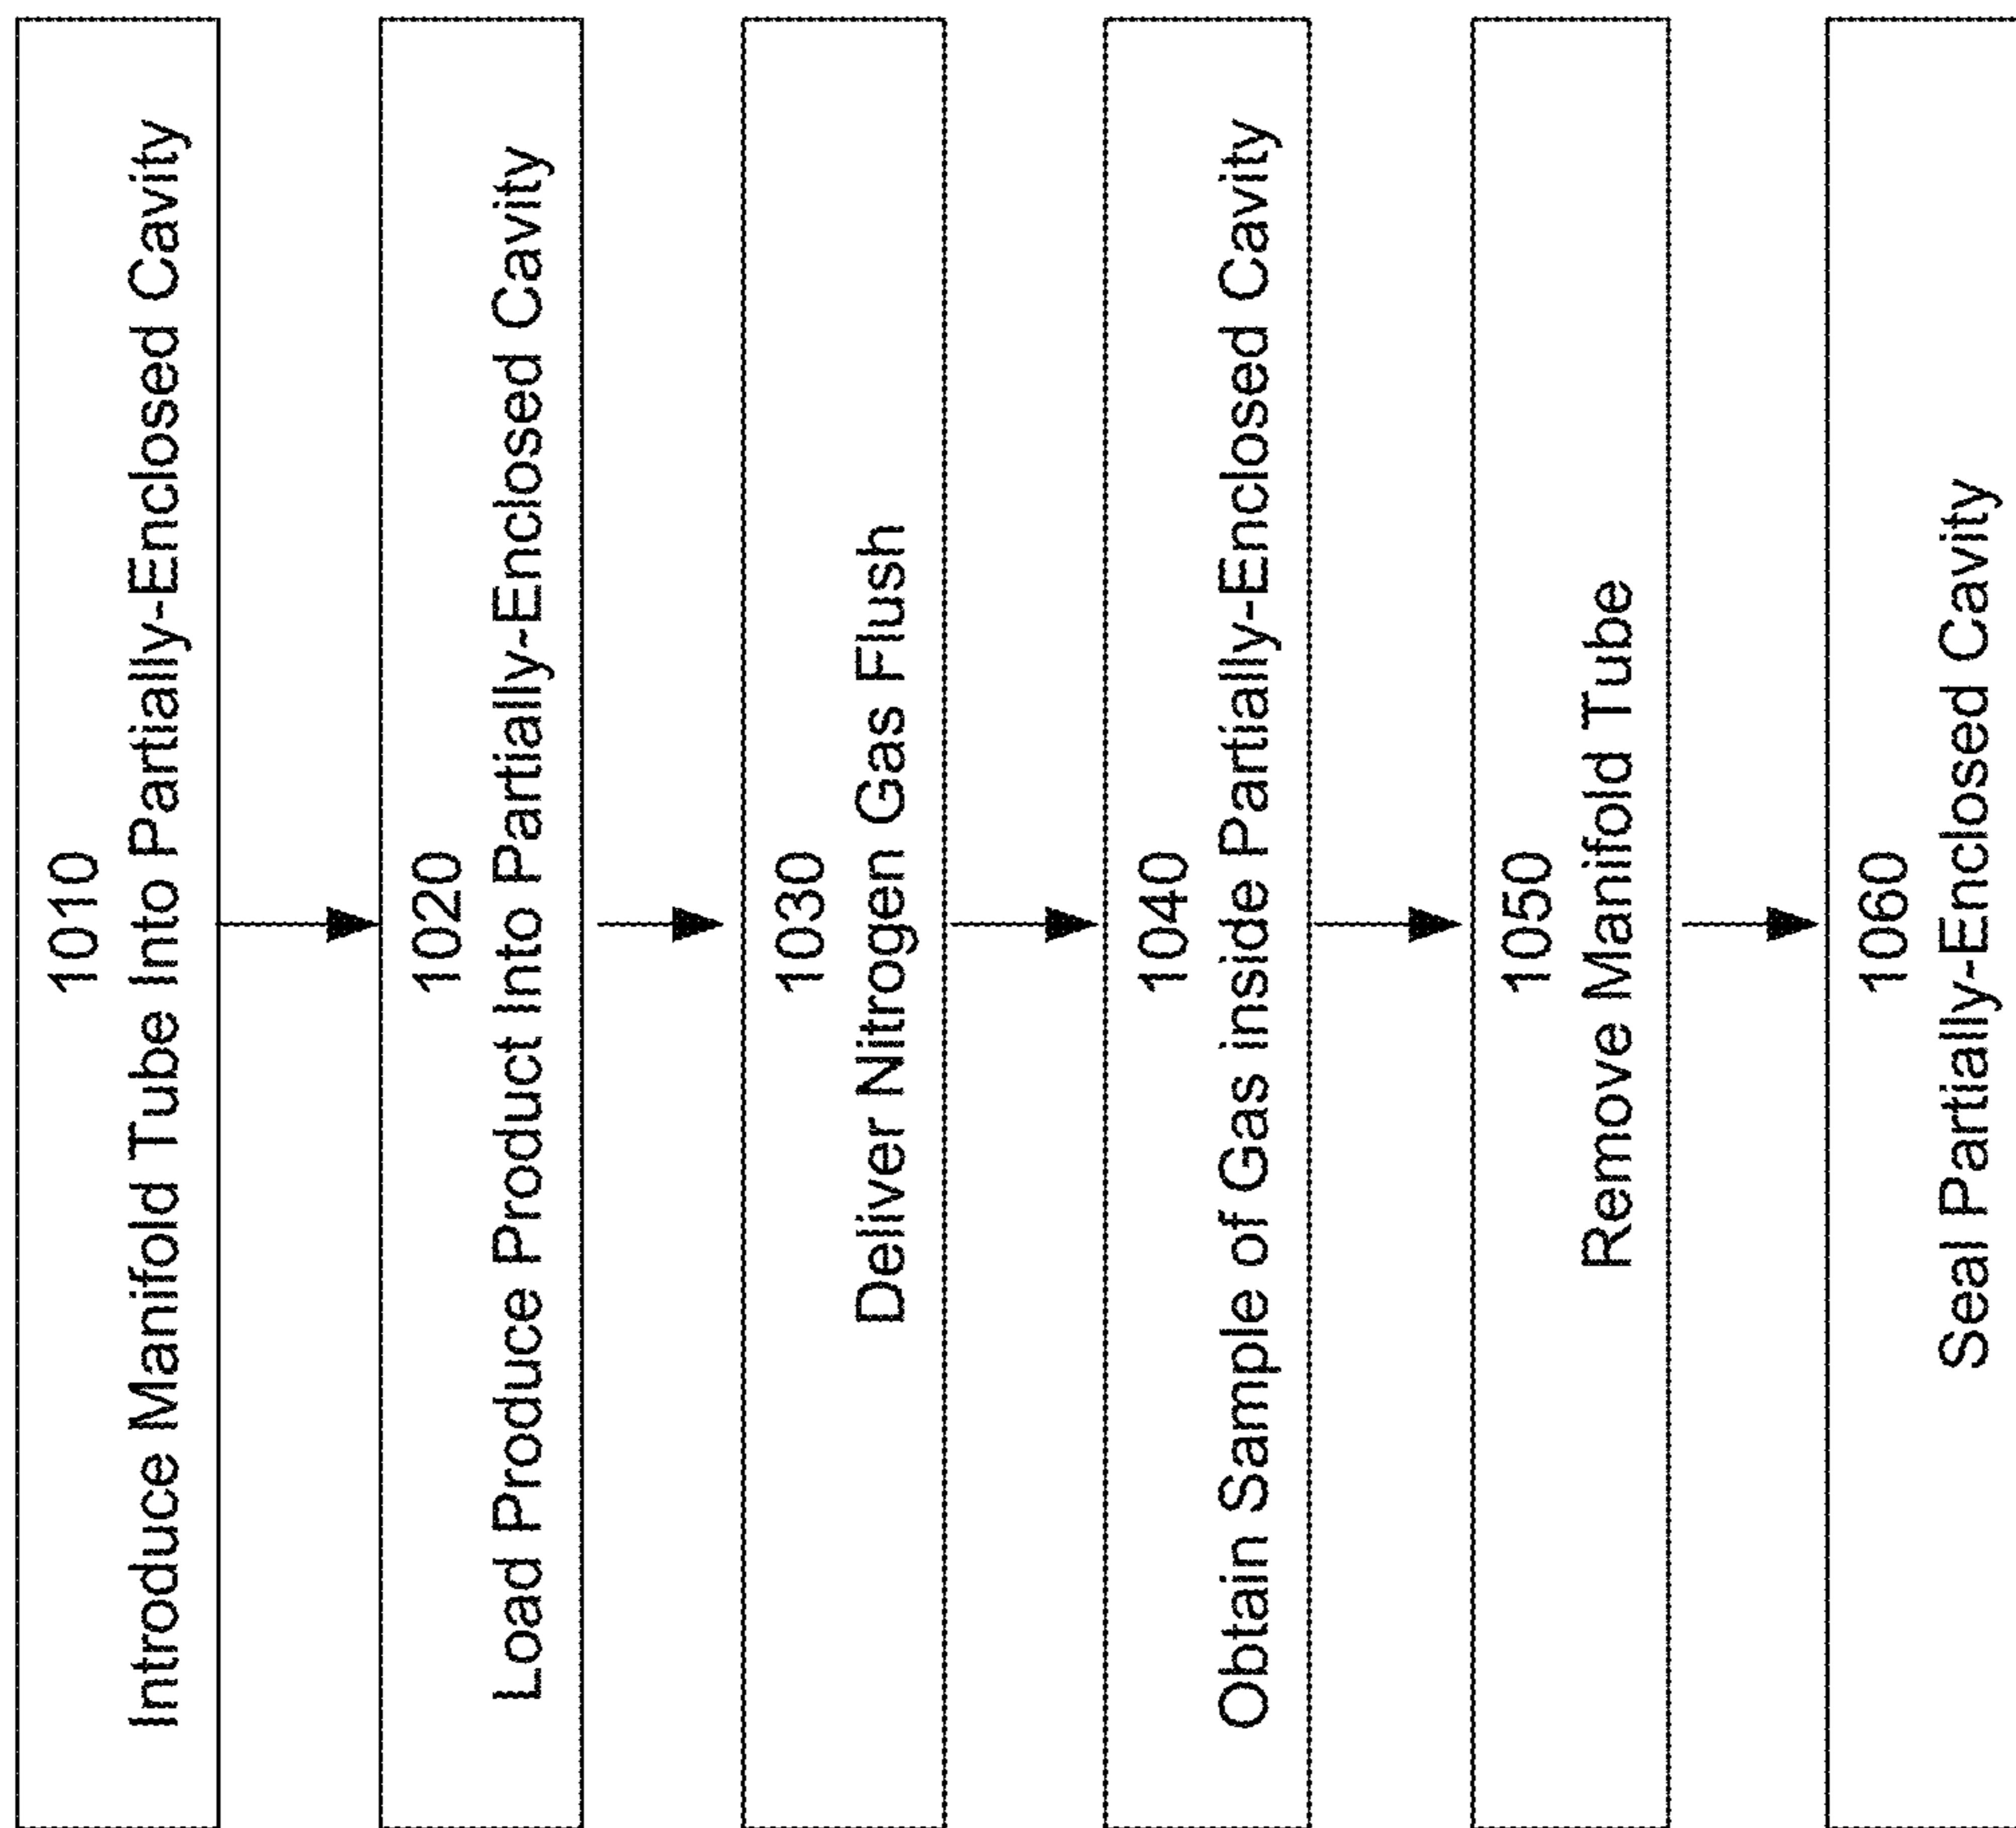 1010
Introduce Manifold Tube Into Partially-Enclosed Cavity
1020
Load Produce Product Into Partially-Enclosed Cavity
1030
Deliver Nitrogen Gas Flush
1040
Obtain Sample of Gas inside Partially-Enclosed Cavity
1050
Remove Manifold Tube
1060
Seal Partially-Enclosed Cavity